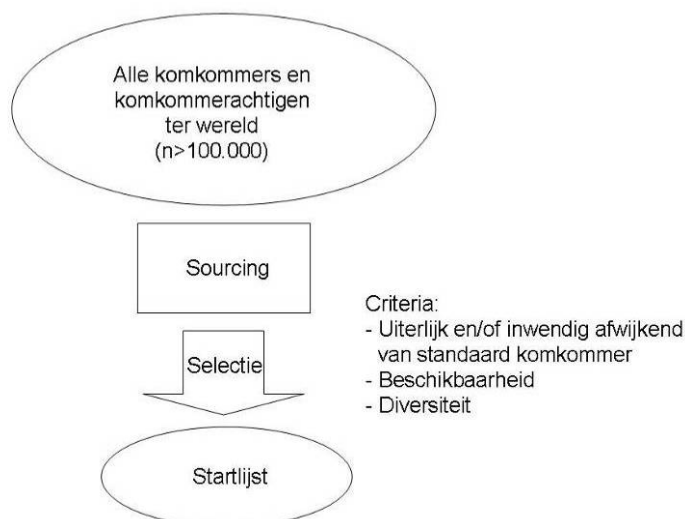 Alle komkommers en
komkommerachtigen
ter wereld
(n>100.000)
Sourcing
Criteria:
- Uiterlijk en/of inwendig afwijkend
van standaard komkommer
- Beschikbaarheid
- Diversiteit
Selectie
Startlijst